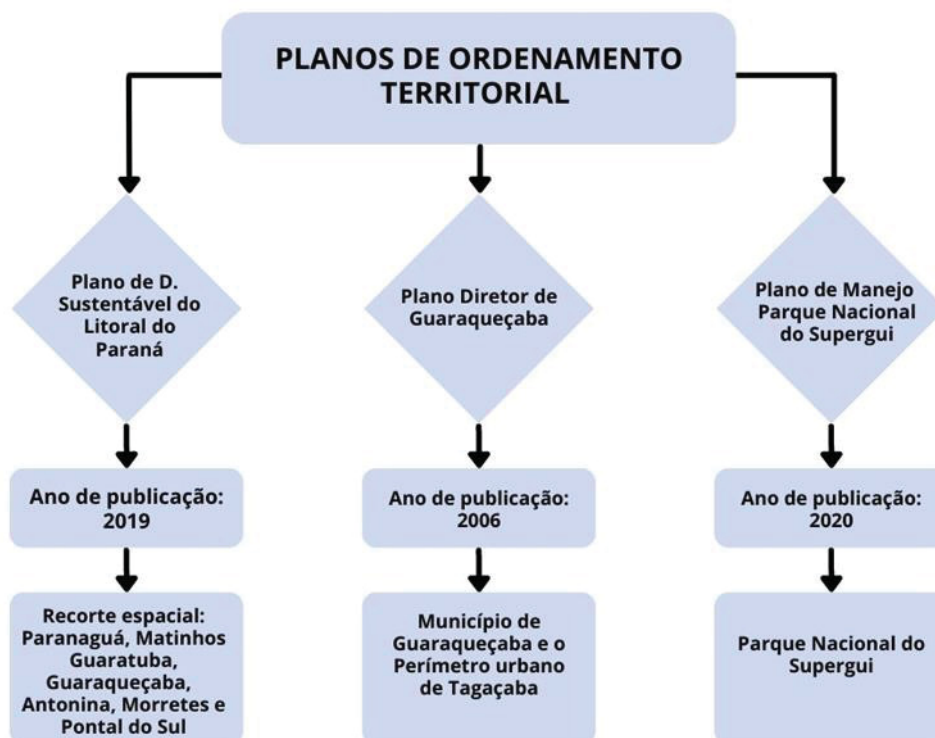 PLANOS DE ORDENAMENTO
TERRITORIAL
Plano de D.
Sustentável do
Litoral do
Paraná
Plano Diretor de
Guaraqueçaba
Plano de Manejo
Parque Nacional
do Supergui
Ano de publicação:
2019
Ano de publicação:
2006
Ano de publicação:
2020
Recorte espacial:
Paranaguá, Matinhos
Guaratuba,
Guaraqueçaba,
Antonina, Morretes e
Pontal do Sul
Município de
Guaraqueçaba e o
Perímetro urbano
de Tagaçaba
Parque Nacional do
Supergui